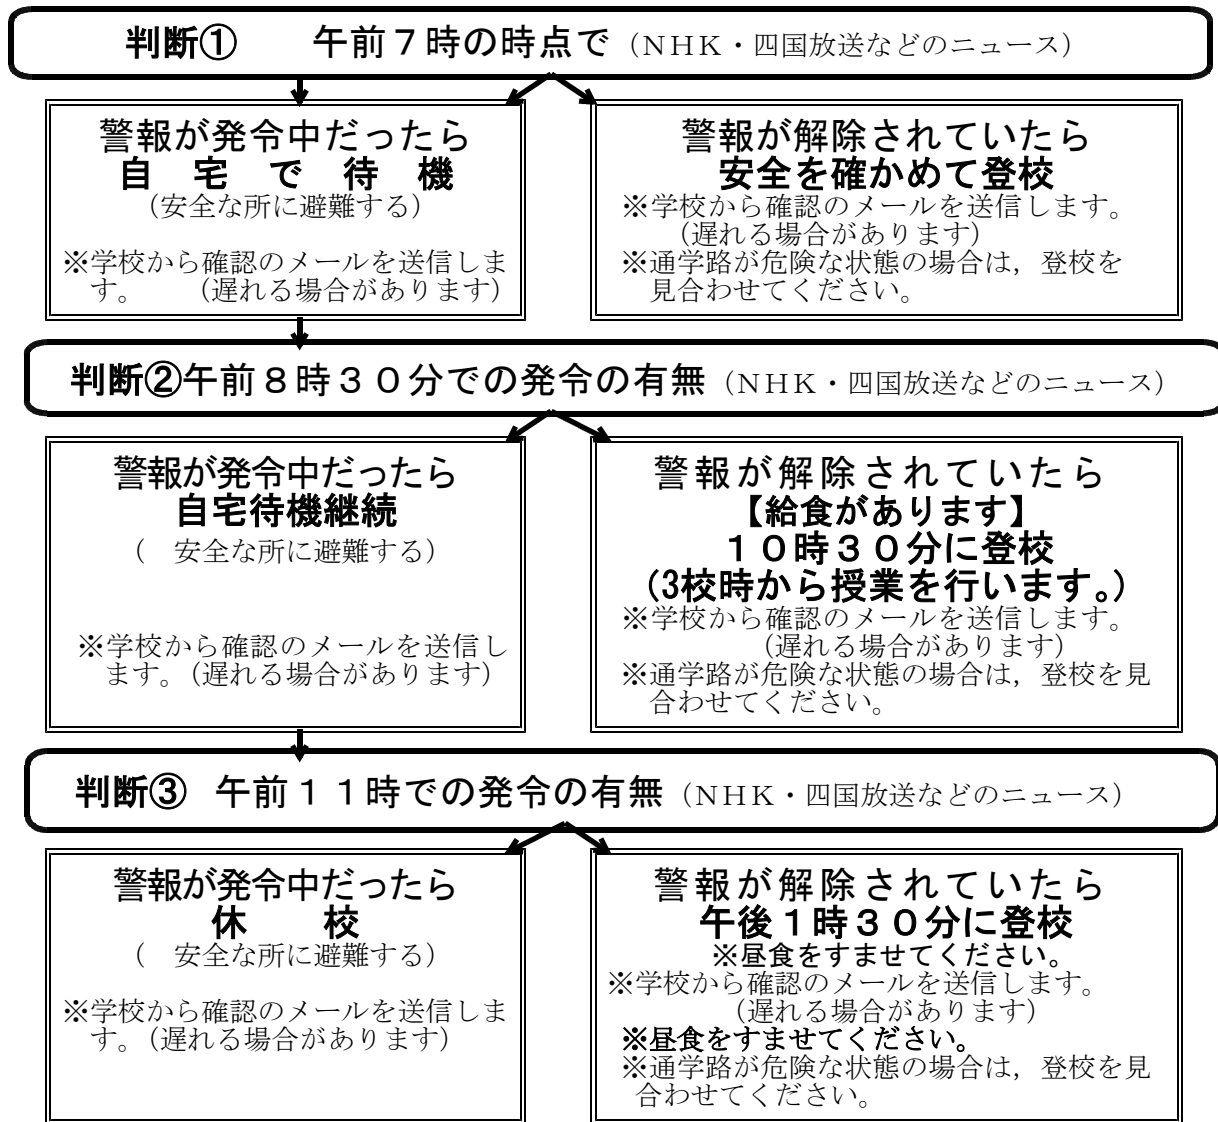 判断①　　午前７時の時点で（ＮＨＫ・四国放送などのニュース）
警報が発令中だったら
自　宅　で　待　機
（安全な所に避難する）
※学校から確認のメールを送信しま
す。　　（遅れる場合があります）
警報が解除されていたら
安全を確かめて登校
※学校から確認のメールを送信します。
（遅れる場合があります）
※通学路が危険な状態の場合は，登校を
見合わせてください。
判断②午前８時３０分での発令の有無（ＮＨＫ・四国放送などのニュース）
警報が発令中だったら
自宅待機継続
（　安全な所に避難する）
※学校から確認のメールを送信し
ます。（遅れる場合があります）
警報が解除されていたら
【給食があります】
１０時３０分に登校
(3校時から授業を行います。)
※学校から確認のメールを送信します。
（遅れる場合があります）
※通学路が危険な状態の場合は，登校を見
合わせてください。
判断③　午前１１時での発令の有無（ＮＨＫ・四国放送などのニュース）
警報が発令中だったら
休　　校
（　安全な所に避難する）
※学校から確認のメールを送信しま
す。（遅れる場合があります）
警報が解除されていたら
午後１時３０分に登校
※昼食をすませてください。
※学校から確認のメールを送信します。
（遅れる場合があります）
※昼食をすませてください。
※通学路が危険な状態の場合は，登校を見
合わせてください。